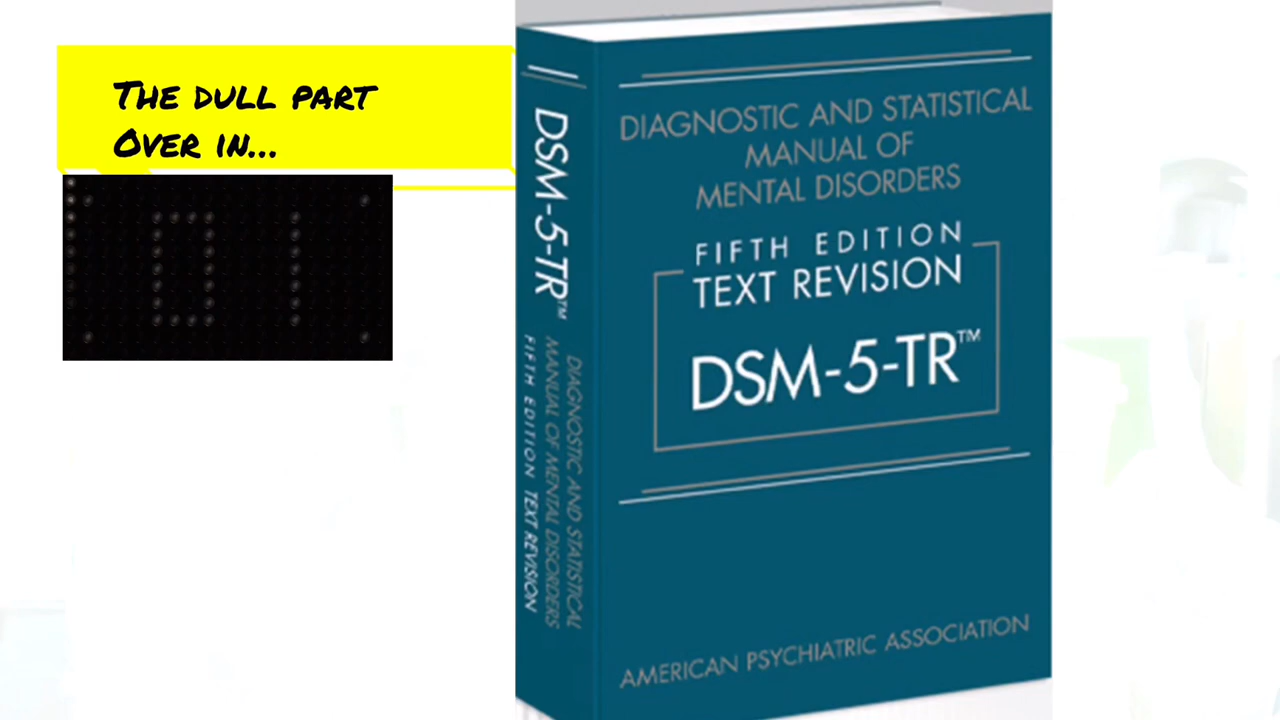 THE DULL PART
OVER IN...
01
DSM-5-TR™
DIAGNOSTIC AND STATISTICAL
MANUAL OF MENTAL DISORDERS
FIFTH EDITION TEXT REVISION
DIAGNOSTIC AND STATISTICAL
MANUAL OF
MENTAL DISORDERS
FIFTH EDITION
TEXT REVISION
DSM-5-TR™
AMERICAN PSYCHIATRIC ASSOCIATION